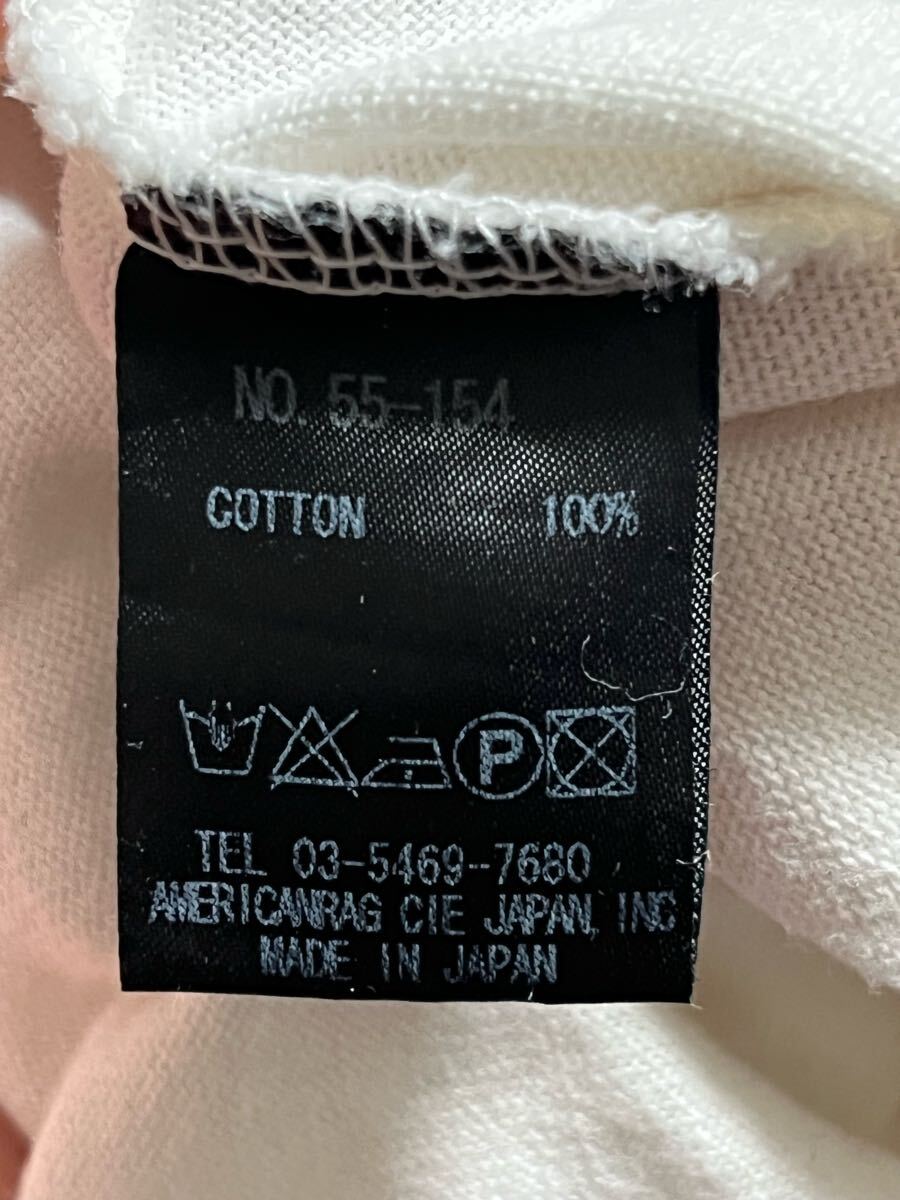 NO. 55-154
COTTON 100%
P
TEL 03-5469-7680
AMERICANRAG CIE JAPAN, INC
MADE IN JAPAN